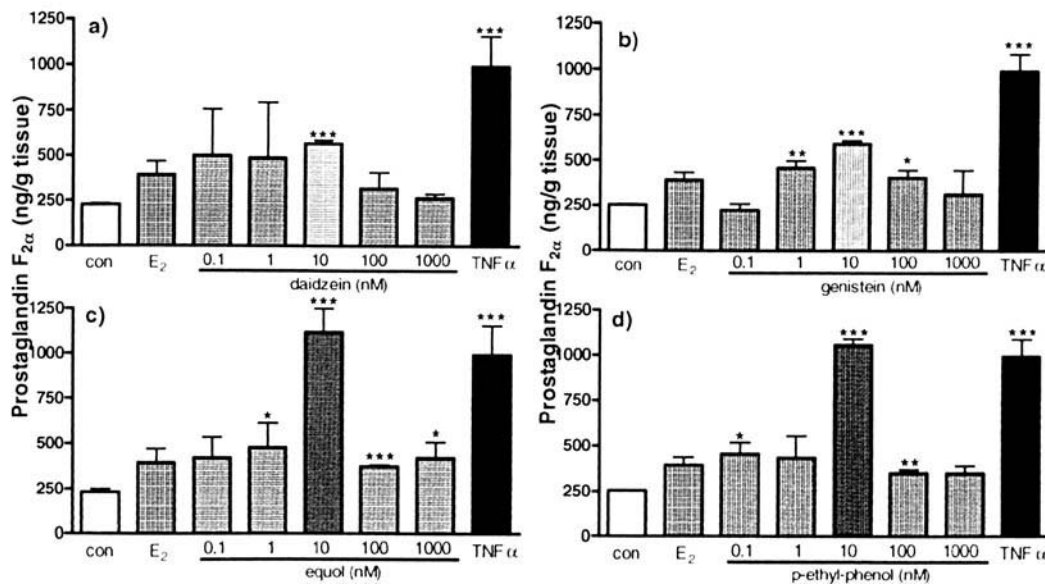 Prostaglandin F2α (ng/g tissue)
a)
1250
1000
750
500
250
0
***
***
con E2 0.1 1 10 100 1000 TNFα
daidzein (nM)
Prostaglandin F2α (ng/g tissue)
b)
1250
1000
750
500
250
0
**
***
*
***
con E2 0.1 1 10 100 1000 TNFα
genistein (nM)
c)
1250
1000
750
500
250
0
*
***
***
*
***
con E2 0.1 1 10 100 1000 TNFα
equol (nM)
d)
1250
1000
750
500
250
0
*
***
**
***
con E2 0.1 1 10 100 1000 TNFα
p-ethyl-phenol (nM)